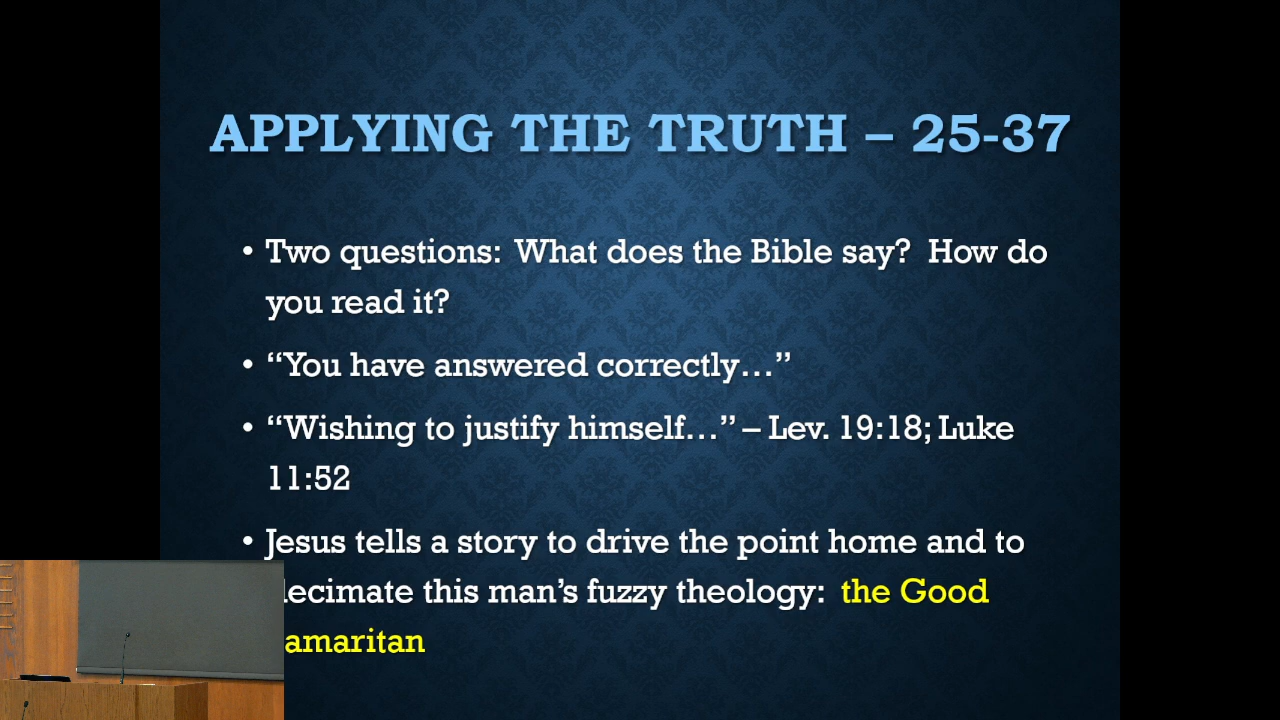 APPLYING THE TRUTH – 25-37
• Two questions:  What does the Bible say?  How do
you read it?
• “You have answered correctly…”
• “Wishing to justify himself…” – Lev. 19:18; Luke
11:52
• Jesus tells a story to drive the point home and to
decimate this man’s fuzzy theology:  the Good
amaritan